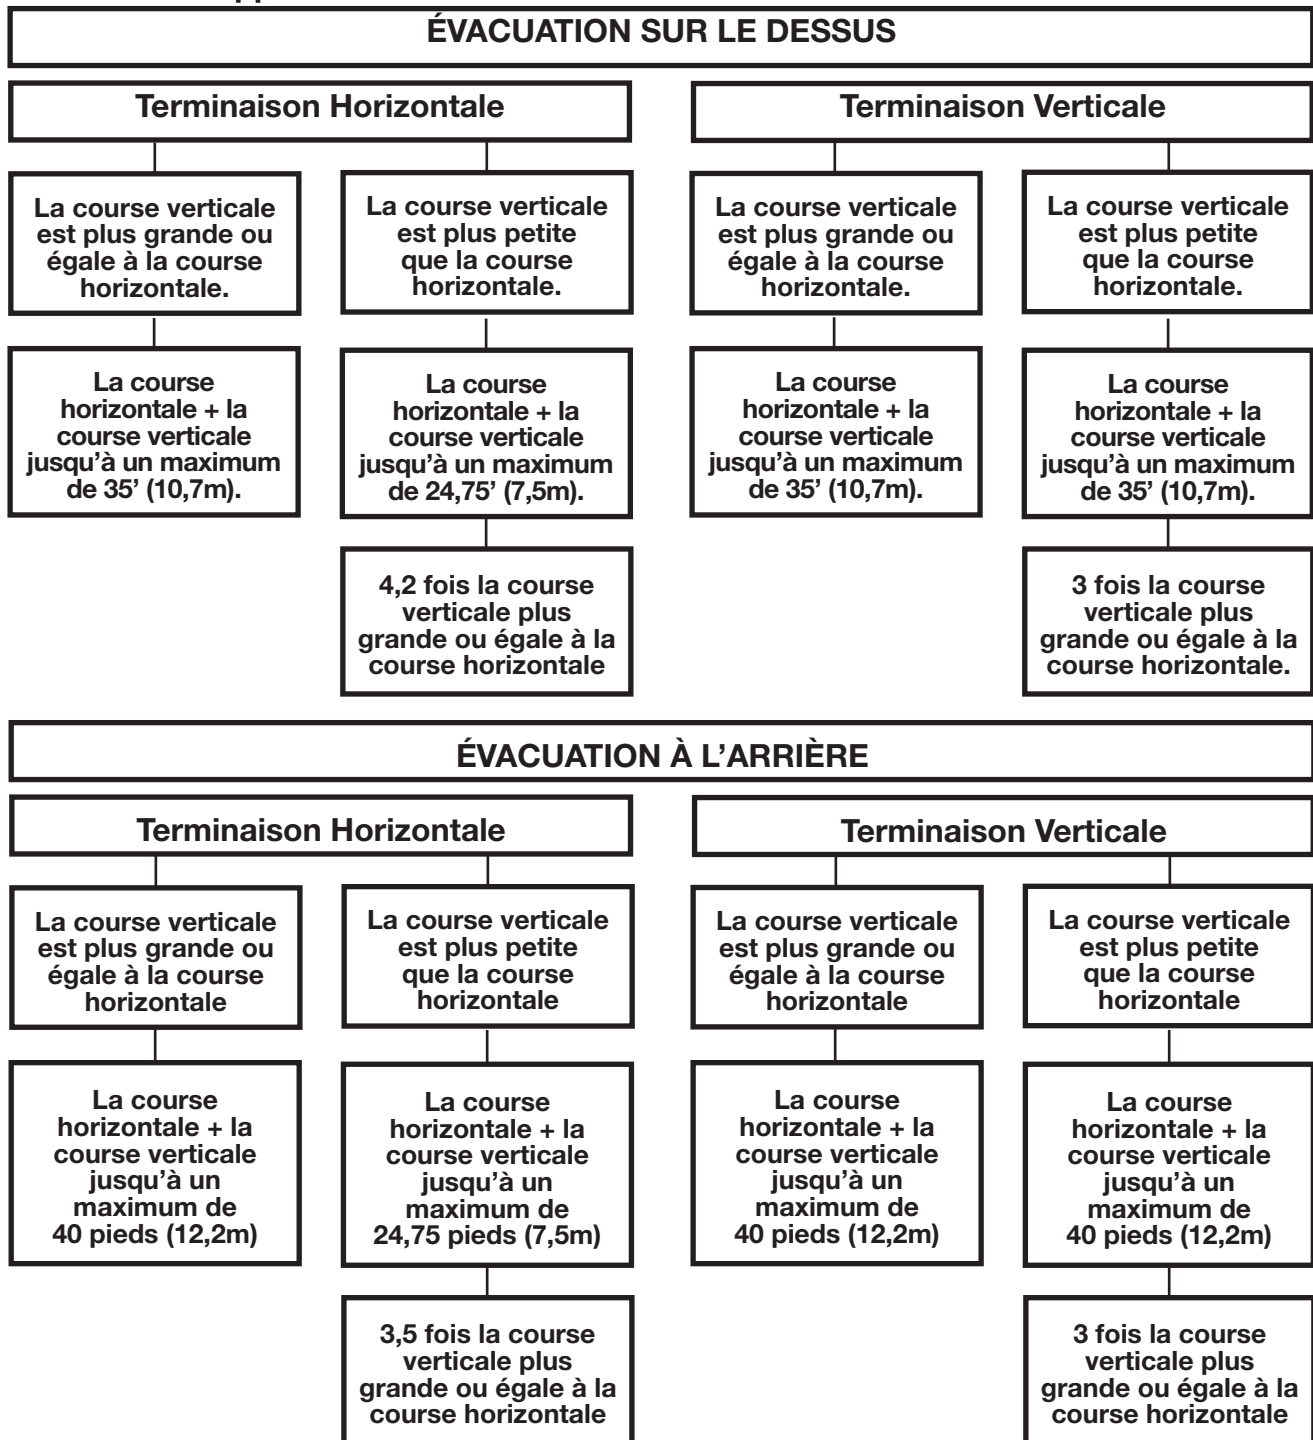 ÉVACUATION SUR LE DESSUS
Terminaison Horizontale
La course verticale
est plus grande ou
égale à la course
horizontale.
La course
horizontale + la
course verticale
jusqu'à un maximum
de 35’ (10,7m).
La course verticale
est plus petite
que la course
horizontale.
La course
horizontale + la
course verticale
jusqu'à un maximum
de 24,75’ (7,5m).
4,2 fois la course
verticale plus
grande ou égale à la
course horizontale
Terminaison Verticale
La course verticale
est plus grande ou
égale à la course
horizontale.
La course
horizontale + la
course verticale
jusqu'à un maximum
de 35’ (10,7m).
La course verticale
est plus petite
que la course
horizontale.
La course
horizontale + la
course verticale
jusqu'à un maximum
de 35’ (10,7m).
3 fois la course
verticale plus
grande ou égale à la
course horizontale.
ÉVACUATION À L’ARRIÈRE
Terminaison Horizontale
La course verticale
est plus grande ou
égale à la course
horizontale
La course
horizontale + la
course verticale
jusqu'à un
maximum de
40 pieds (12,2m)
La course verticale
est plus petite
que la course
horizontale
La course
horizontale + la
course verticale
jusqu'à un
maximum de
24,75 pieds (7,5m)
3,5 fois la course
verticale plus
grande ou égale à la
course horizontale
Terminaison Verticale
La course verticale
est plus grande ou
égale à la course
horizontale
La course
horizontale + la
course verticale
jusqu'à un
maximum de
40 pieds (12,2m)
La course verticale
est plus petite
que la course
horizontale
La course
horizontale + la
course verticale
jusqu'à un
maximum de
40 pieds (12,2m)
3 fois la course
verticale plus
grande ou égale à la
course horizontale